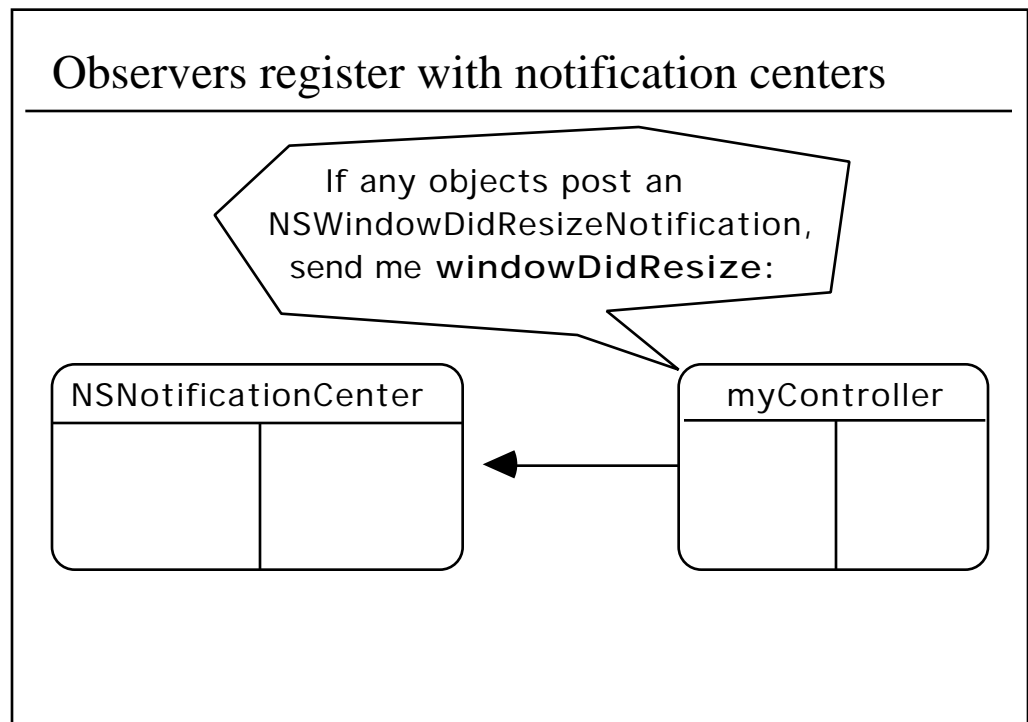 Observers register with notification centers
If any objects post an
NSWindowDidResizeNotification,
send me windowDidResize:
NSNotificationCenter
myController